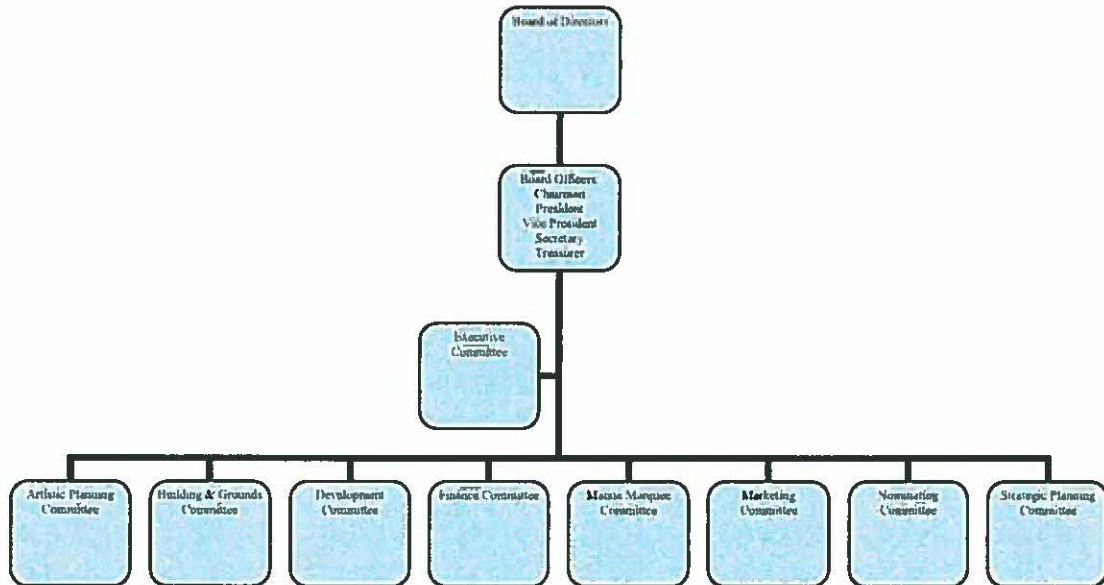 Board of Directors
Board Officers
Chairman
President
Vice President
Secretary
Treasurer
Executive
Committee
Artistic Planning
Committee
Building & Grounds
Committee
Development
Committee
Finance Committee
Marquee
Committee
Marketing
Committee
Nominating
Committee
Strategic Planning
Committee